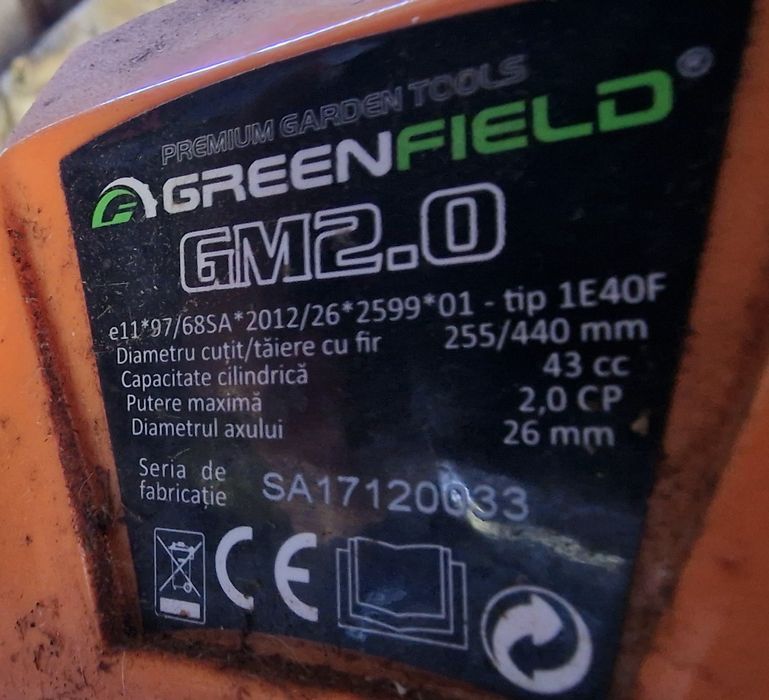 PREMIUM GARDEN TOOLS
GREENFIELD®
GM2.0
e11*97/68SA*2012/26*2599*01 - tip 1E40F
Diametru cuțit/tăiere cu fir 255/440 mm
Capacitate cilindrică 43 cc
Putere maximă 2,0 CP
Diametrul axului 26 mm
Seria de
fabricație SA17120033
CE